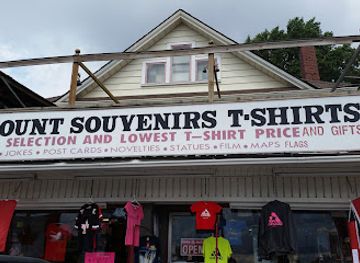 OUNT SOUVENIRS T-SHIRTS
SELECTION AND LOWEST T-SHIRT PRICE AND GIFTS
• JOKES • POST CARDS • NOVELTIES • STATUES • FILM • MAPS FLAGS
OPEN